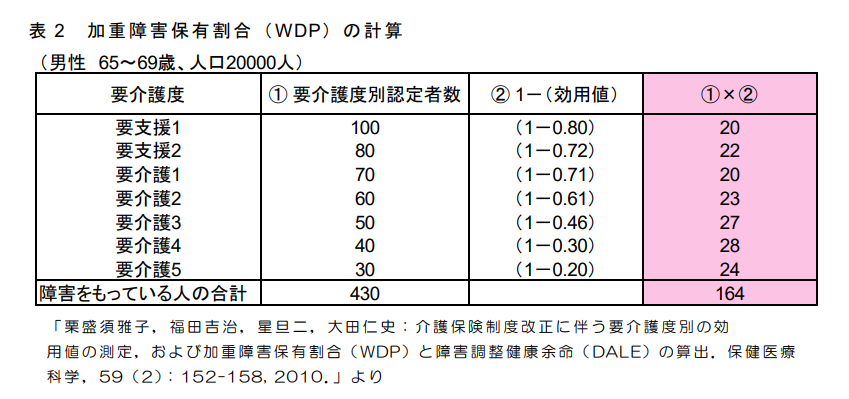 表２ 加重障害保有割合（WDP）の計算
（男性 65～69歳、人口20000人）
要介護度 ① 要介護度別認定者数 ② 1－(効用値) ①×②
要支援1 100 (1－0.80) 20
要支援2 80 (1－0.72) 22
要介護1 70 (1－0.71) 20
要介護2 60 (1－0.61) 23
要介護3 50 (1－0.46) 27
要介護4 40 (1－0.30) 28
要介護5 30 (1－0.20) 24
障害をもっている人の合計 430 164
「栗盛須雅子，福田吉治，星旦二，大田仁史：介護保険制度改正に伴う要介護度別の効
用値の測定，および加重障害保有割合（WDP）と障害調整健康余命（DALE）の算出．保健医療
科学，59（2）：152-158, 2010．」より